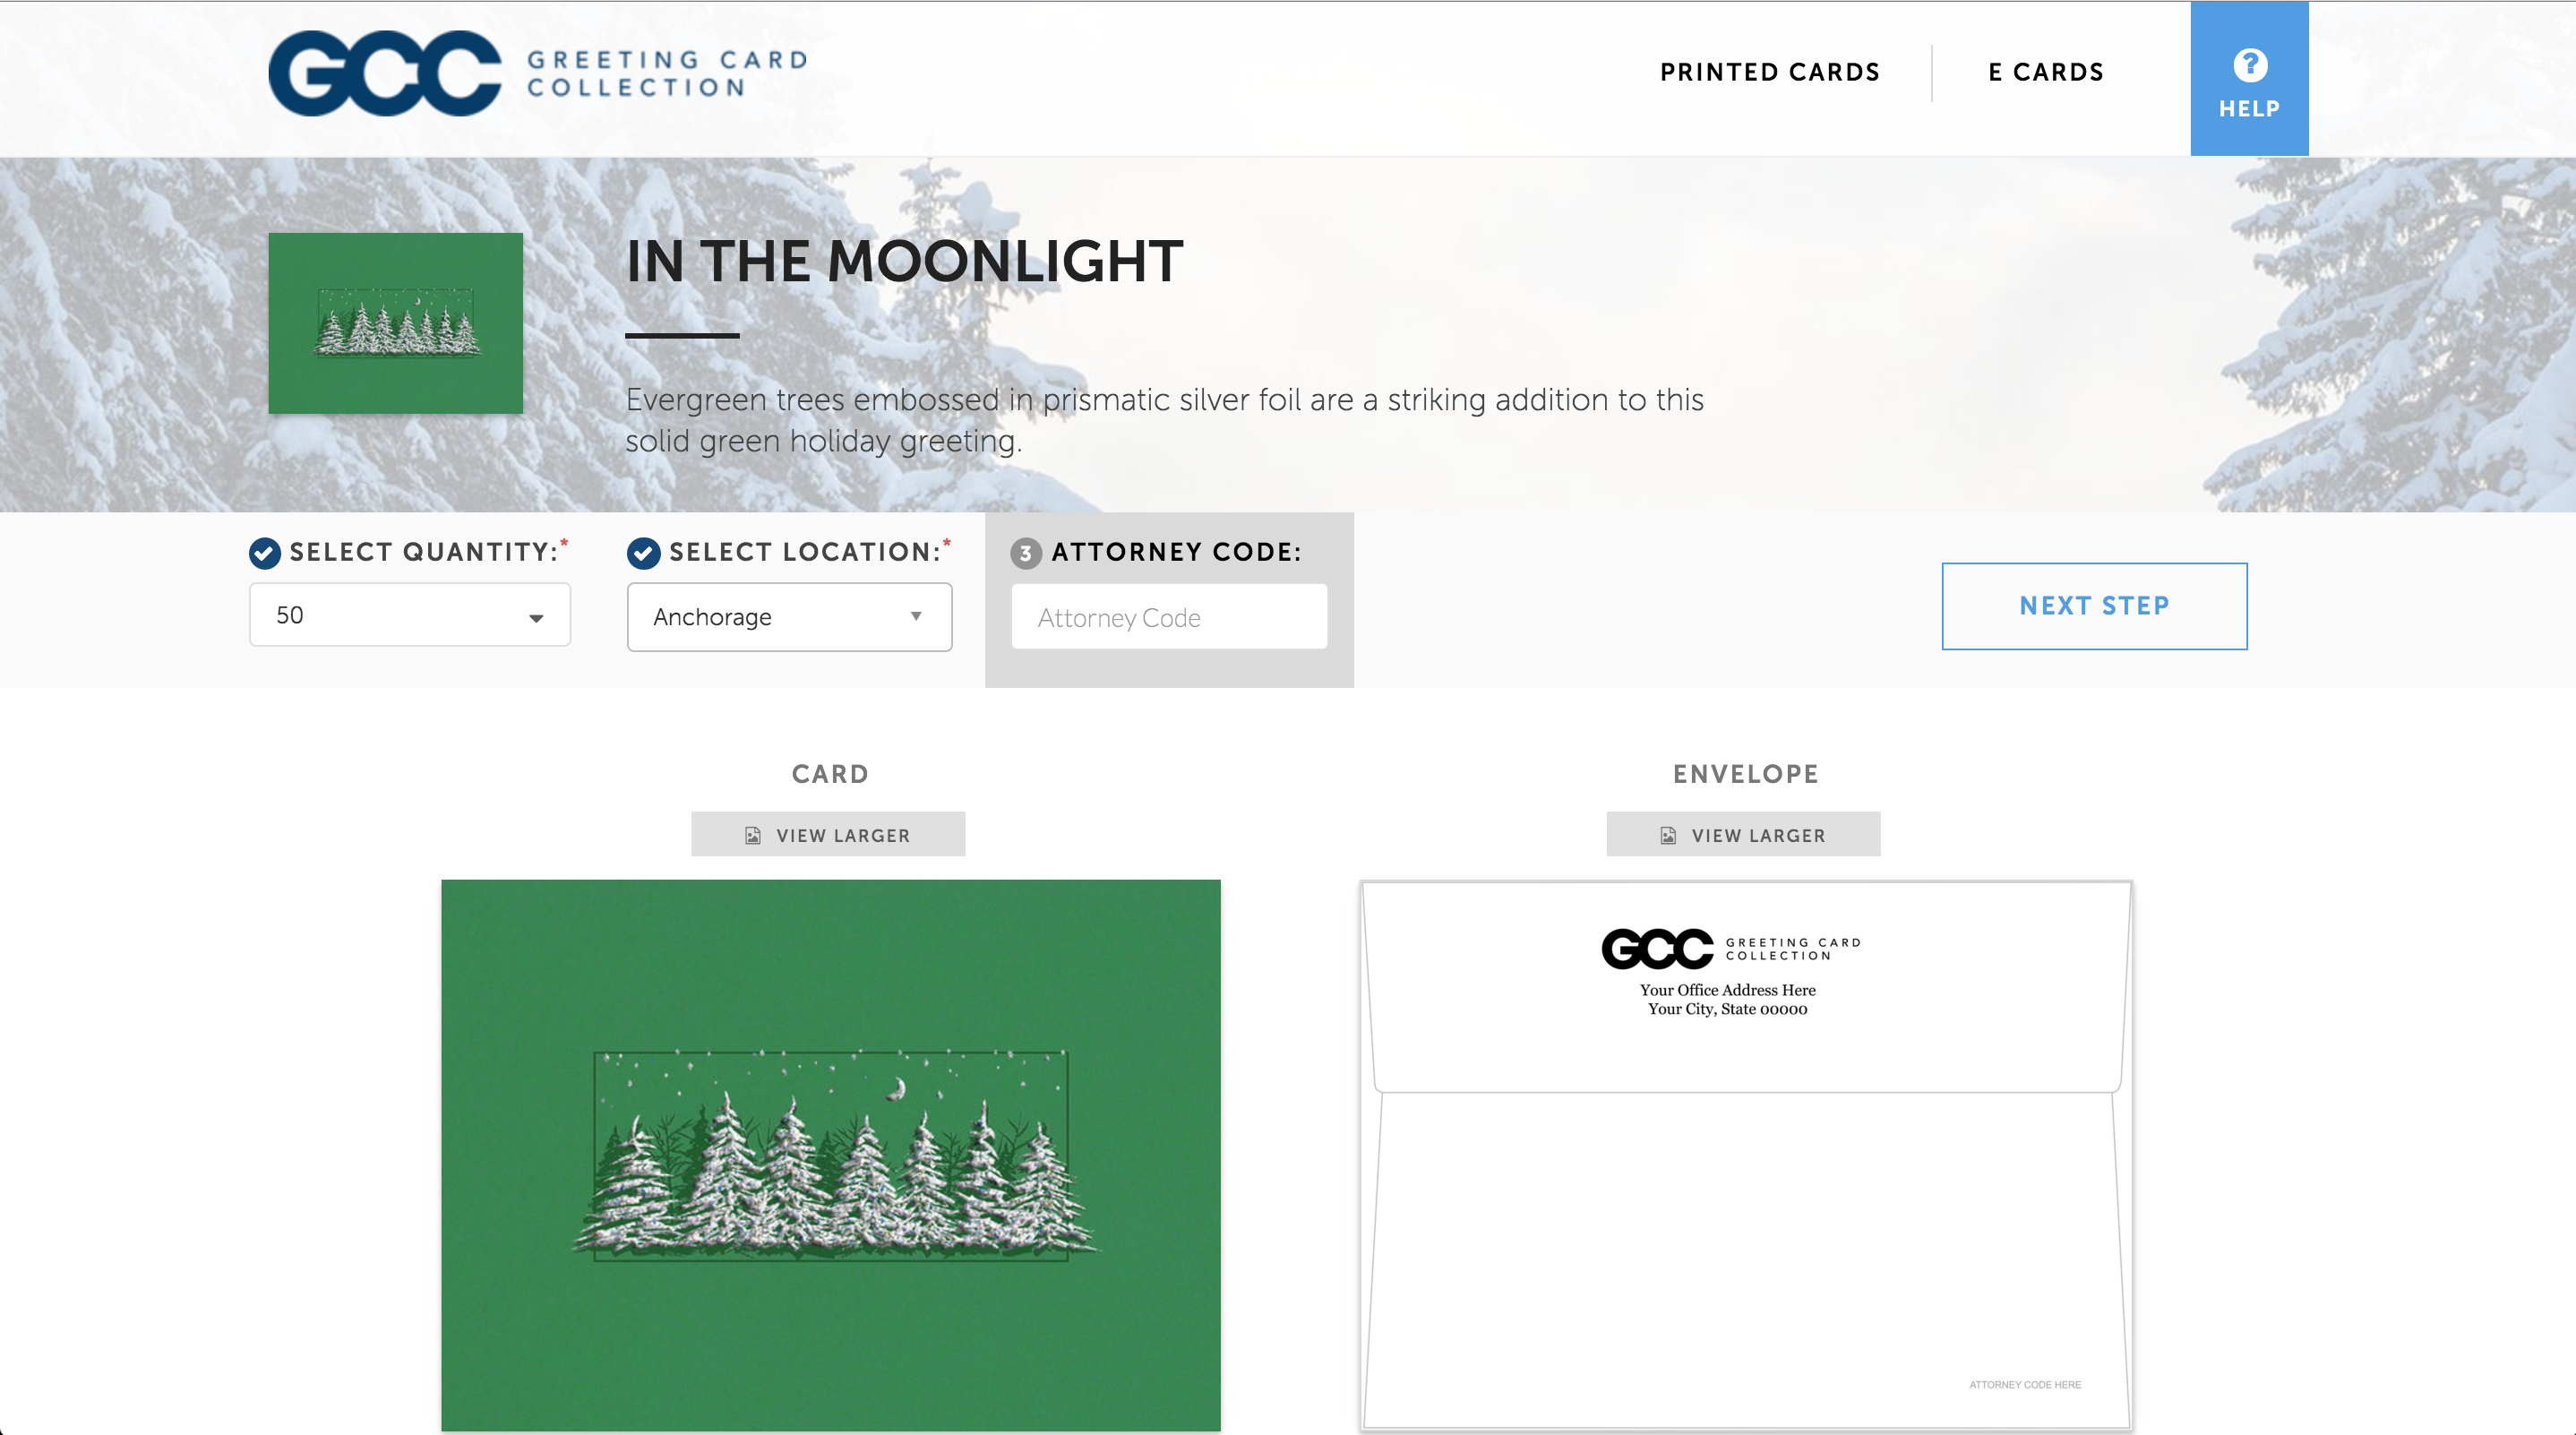 GCC GREETING CARD
COLLECTION
PRINTED CARDS
E CARDS
?
HELP
IN THE MOONLIGHT
Evergreen trees embossed in prismatic silver foil are a striking addition to this
solid green holiday greeting.
SELECT QUANTITY:*
50
SELECT LOCATION:*
Anchorage
3 ATTORNEY CODE:
Attorney Code
NEXT STEP
CARD
VIEW LARGER
ENVELOPE
VIEW LARGER
GCC GREETING CARD
COLLECTION
Your Office Address Here
Your City, State 00000
ATTORNEY CODE HERE